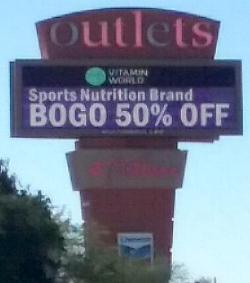 outlets
VITAMIN
WORLD
Sports Nutrition Brand
BOGO 50% OFF